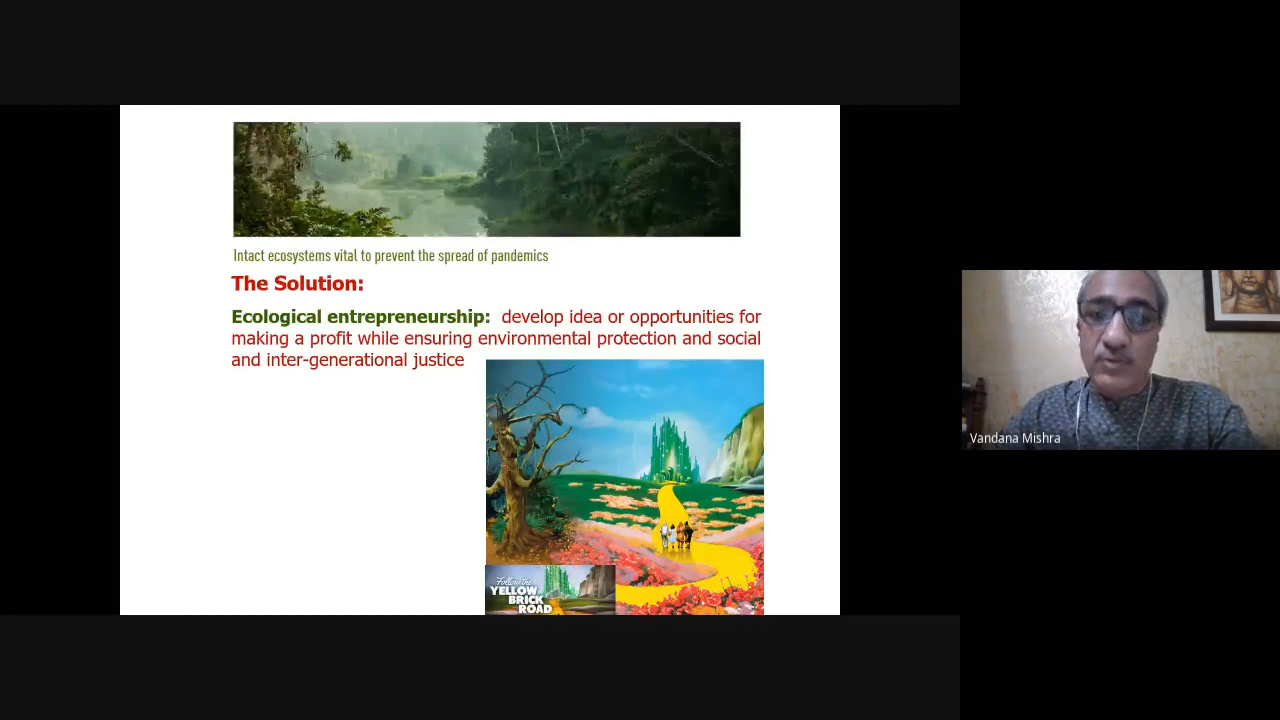 Intact ecosystems vital to prevent the spread of pandemics
The Solution:
Ecological entrepreneurship: develop idea or opportunities for
making a profit while ensuring environmental protection and social
and inter-generational justice
Follow the
YELLOW
BRICK
ROAD
Vandana Mishra